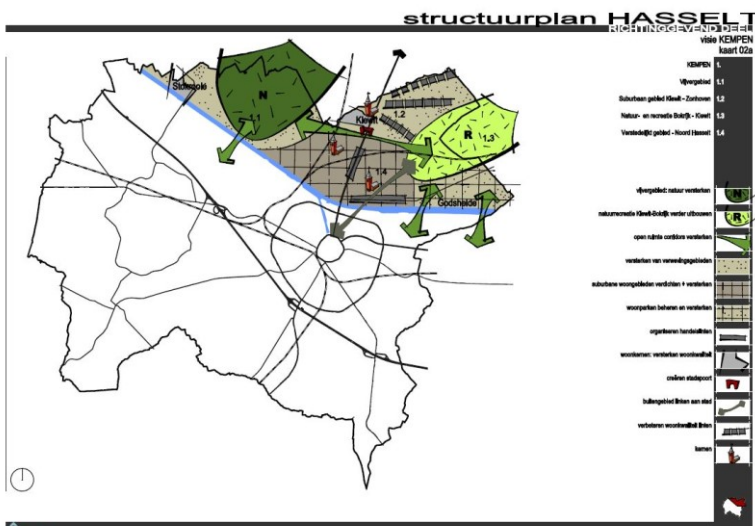 structuurplan HASSELT
RICHTINGGEVEND DEEL
visie KEMPEN
kaart 02a
KEMPEN 1.
Vijvergebied 1.1
Suburbaan gebied Kiewit - Zonhoven 1.2
Natuur- en recreatie Bokrijk - Kiewit 1.3
Verstedelijkt gebied - Noord Hasselt 1.4
Stokrooie
N
1.1
Kiewit
1.2
R
1.3
1.4
Godsheide
vijvergebied: natuur versterken
N
natuurrecreatie Kiewit-Bokrijk verder uitbouwen
R
open ruimte corridors versterken
versterken van verwevingsgebieden
suburbane woongebieden verdichten + versterken
woonparken beheren en versterken
organiseren handelslinten
woonkernen: versterken woonkwaliteit
creëren stadspoort
buitengebied linken aan stad
verbeteren woonkwaliteit linten
kernen